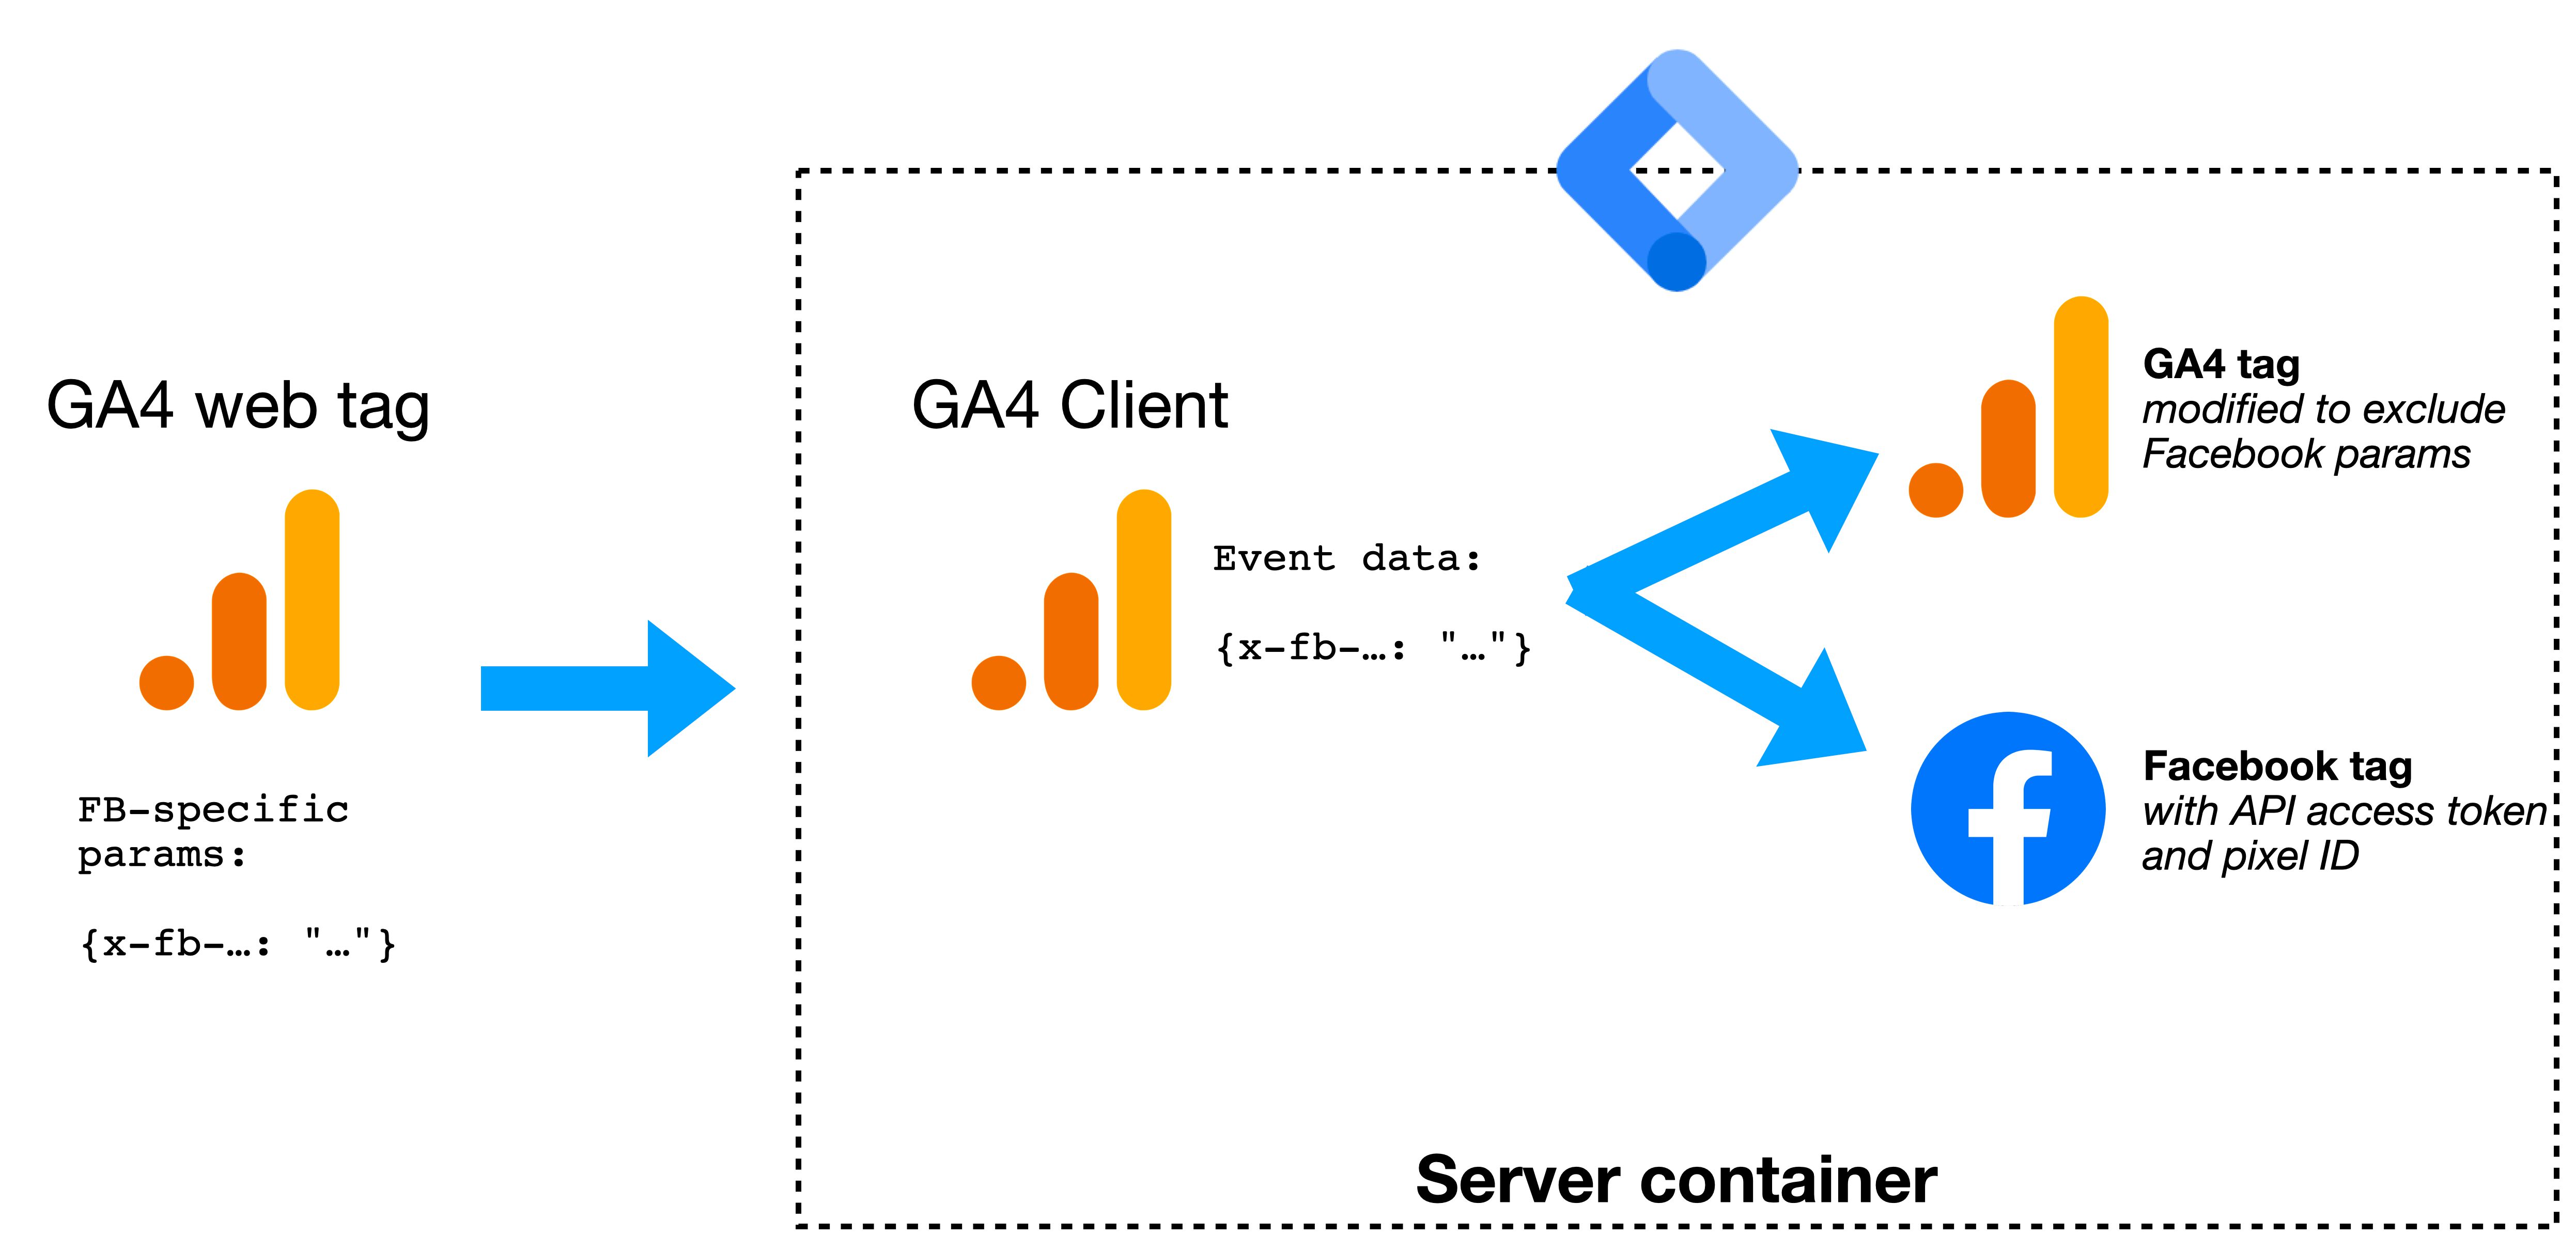 GA4 web tag
FB-specific
params:
{x-fb-…: "…"}
GA4 Client
Event data:
{x-fb-…: "…"}
GA4 tag
modified to exclude
Facebook params
Facebook tag
with API access token
and pixel ID
Server container